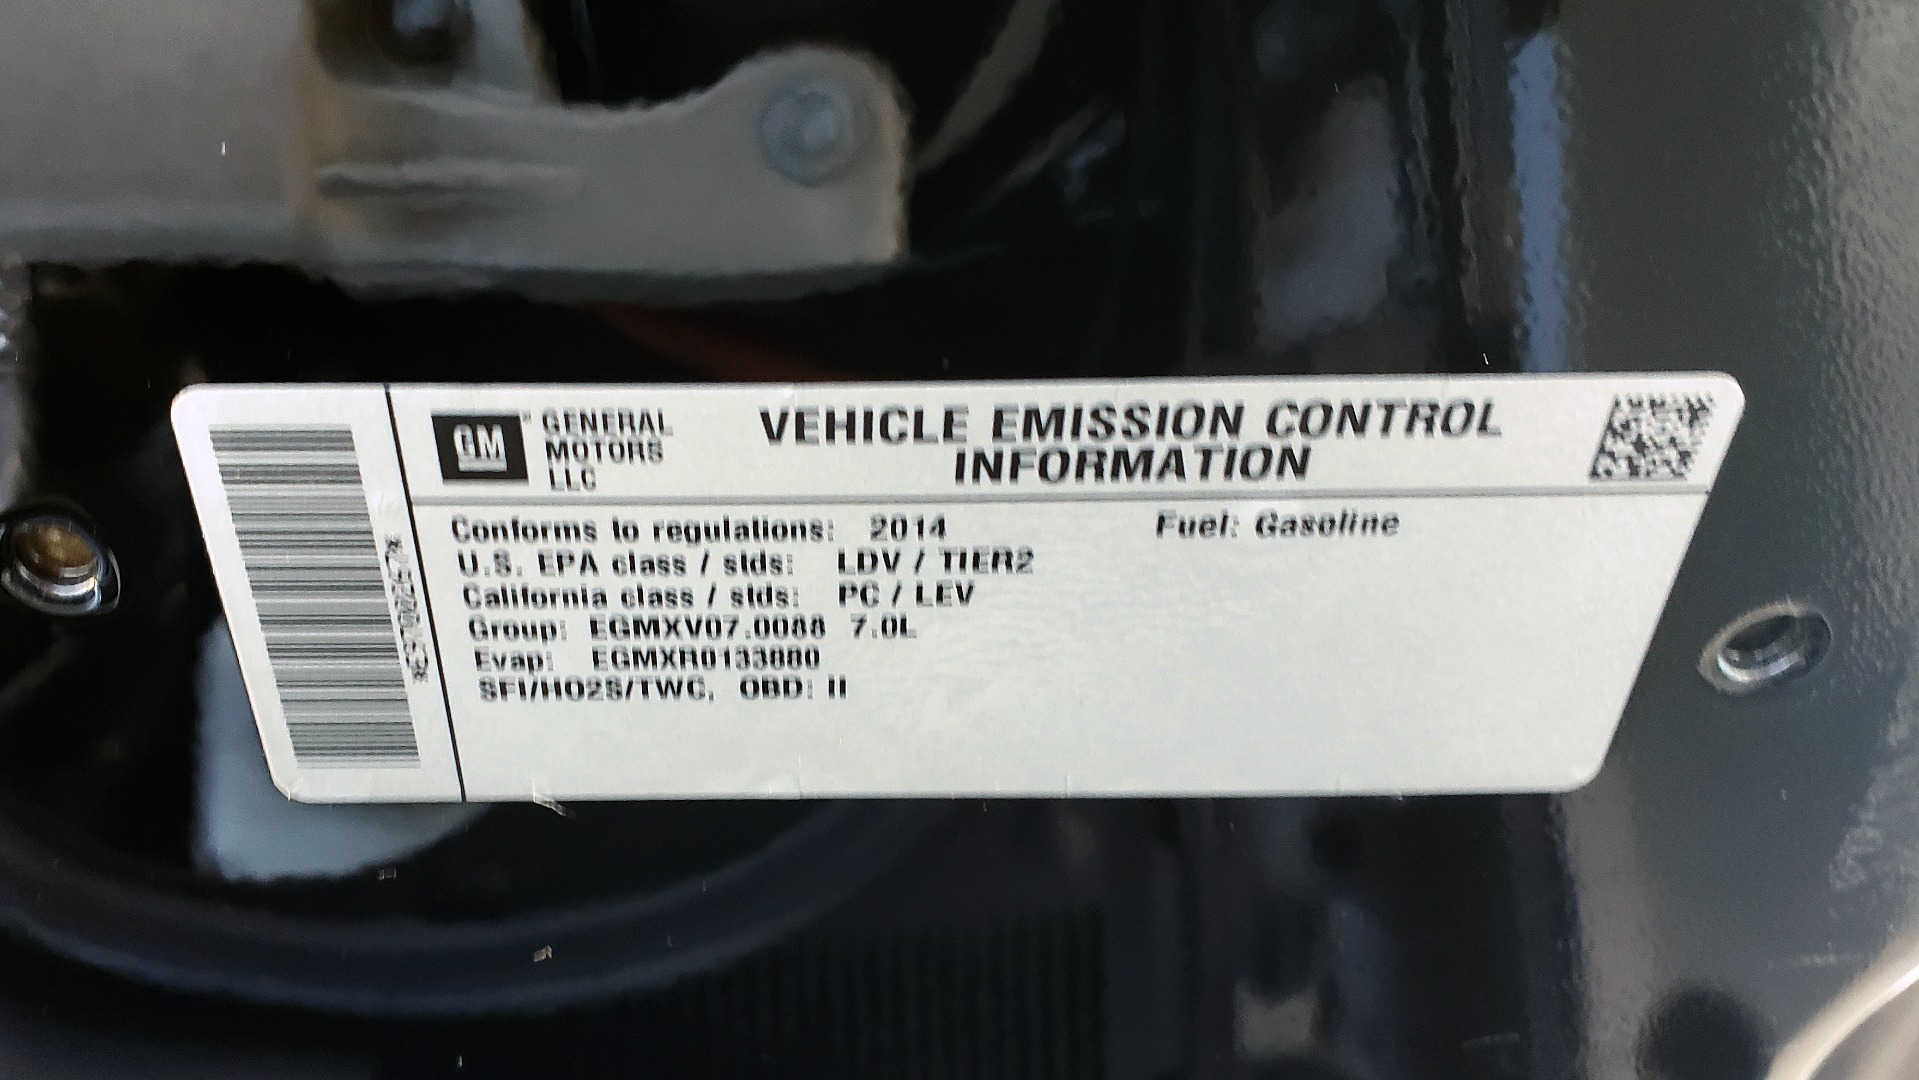 GM
GENERAL
MOTORS
LLC
VEHICLE EMISSION CONTROL
INFORMATION
Conforms to regulations: 2014
Fuel: Gasoline
U.S. EPA class / stds: LDV / TIER2
California class / stds: PC / LEV
Group: EGMXV07.0088 7.0L
Evap: EGMXR0133880
SFI/HO2S/TWC, OBD: II